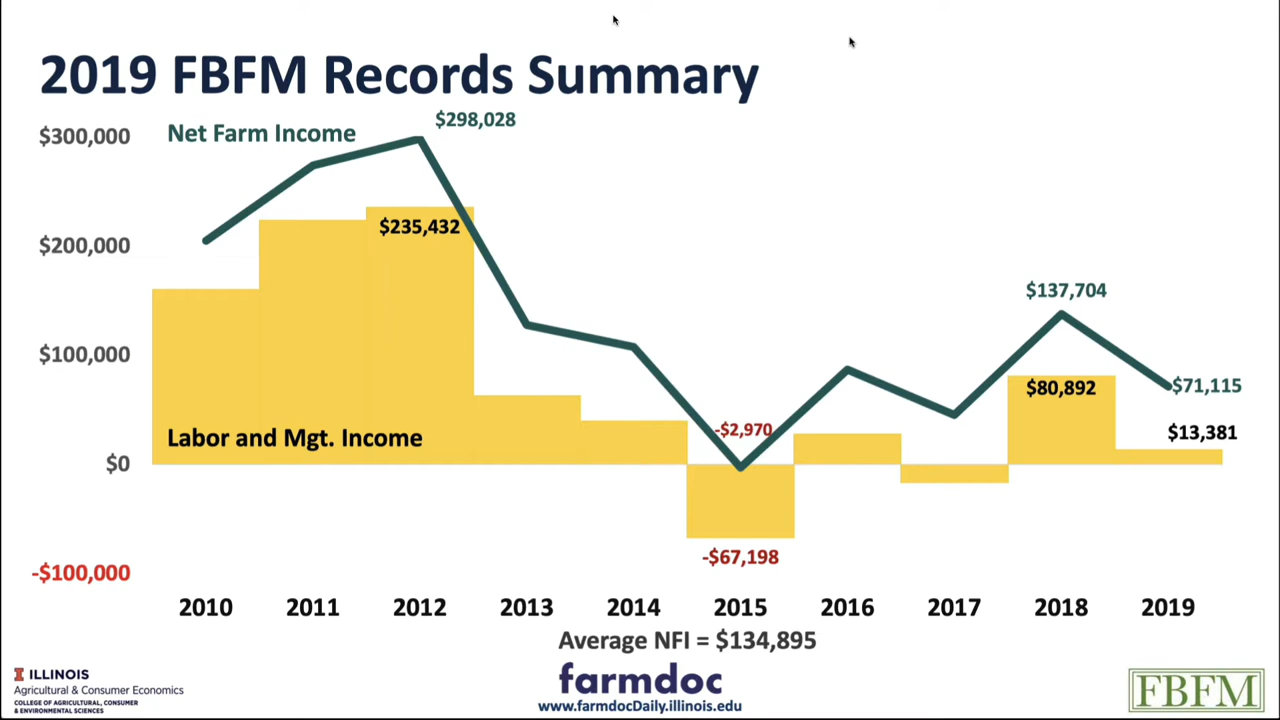 2019 FBFM Records Summary
$298,028
$300,000
Net Farm Income
$235,432
$200,000
$137,704
$100,000
$71,115
$80,892
-$2,970
$13,381
Labor and Mgt. Income
$0
-$67,198
-$100,000
2010 2011 2012 2013 2014 2015 2016 2017 2018 2019
Average NFI = $134,895
I ILLINOIS
Agricultural & Consumer Economics
COLLEGE OF AGRICULTURAL, CONSUMER
& ENVIRONMENTAL SCIENCES
farmdoc
www.farmdocDaily.illinois.edu
FBFM